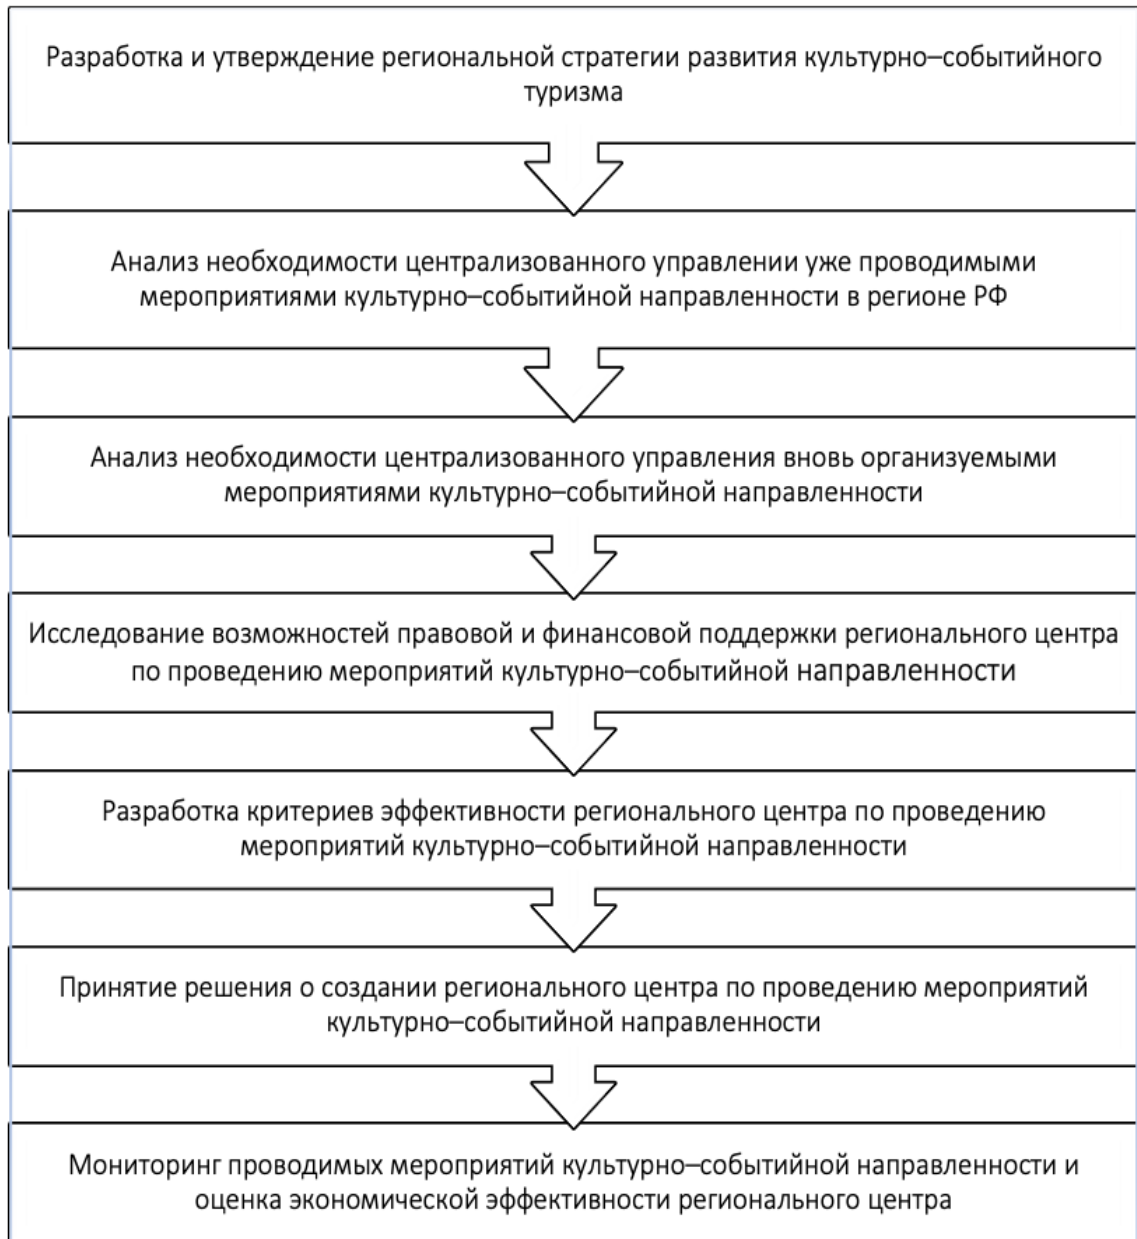 Разработка и утверждение региональной стратегии развития культурно–событийного
туризма
Анализ необходимости централизованного управлении уже проводимыми
мероприятиями культурно–событийной направленности в регионе РФ
Анализ необходимости централизованного управления вновь организуемыми
мероприятиями культурно–событийной направленности
Исследование возможностей правовой и финансовой поддержки регионального центра
по проведению мероприятий культурно–событийной направленности
Разработка критериев эффективности регионального центра по проведению
мероприятий культурно–событийной направленности
Принятие решения о создании регионального центра по проведению мероприятий
культурно–событийной направленности
Мониторинг проводимых мероприятий культурно–событийной направленности и
оценка экономической эффективности регионального центра